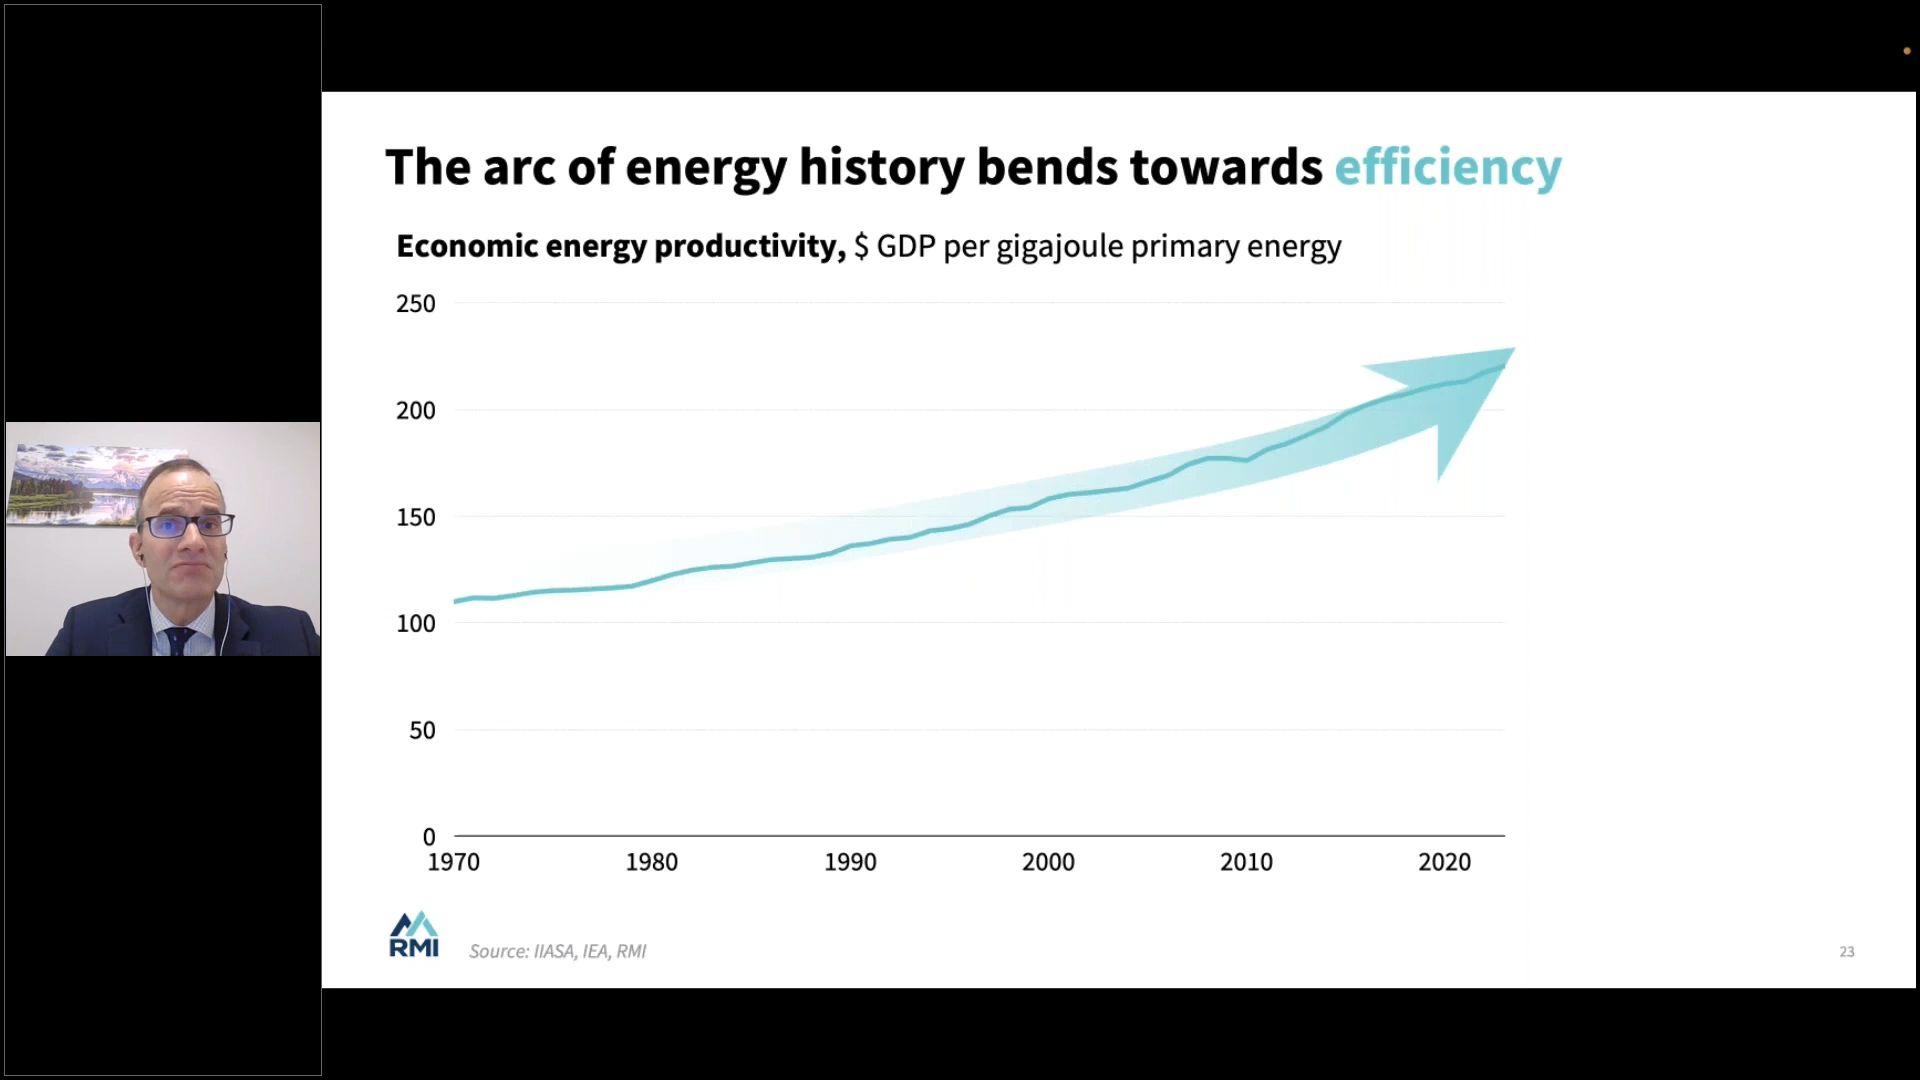 The arc of energy history bends towards efficiency
Economic energy productivity, $ GDP per gigajoule primary energy
250
200
150
100
50
0
1970 1980 1990 2000 2010 2020
RMI
Source: IIASA, IEA, RMI
23